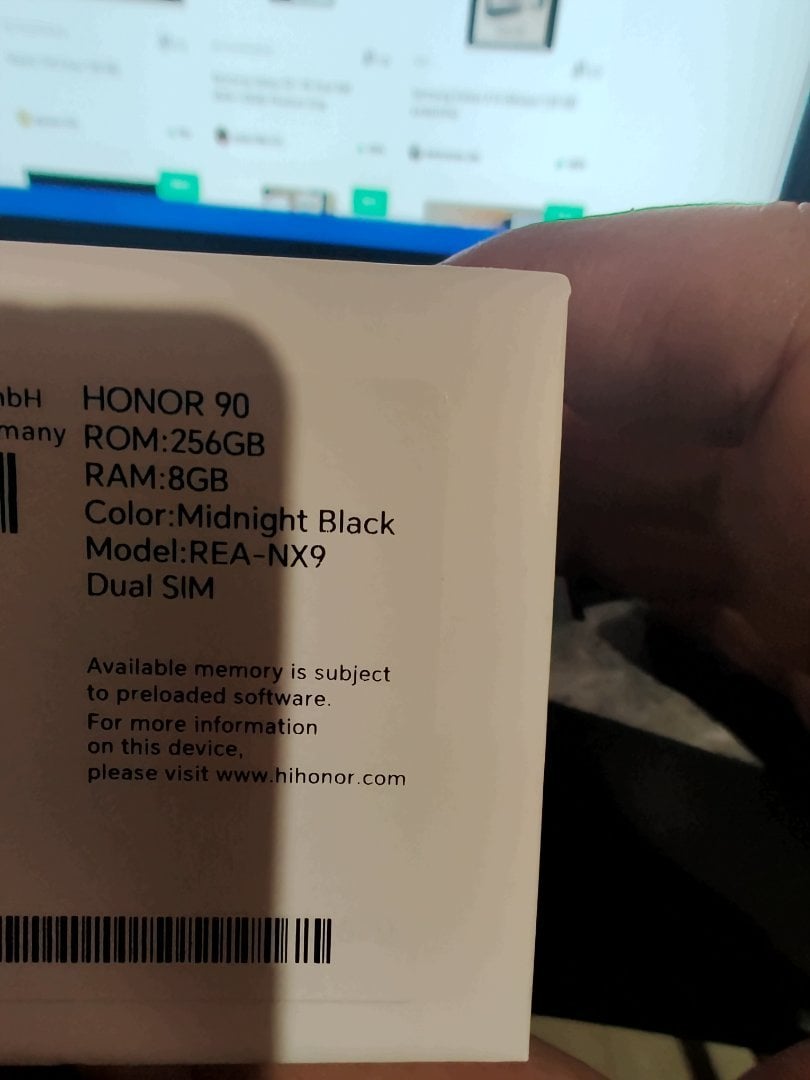 HONOR 90
ROM:256GB
RAM:8GB
Color:Midnight Black
Model:REA-NX9
Dual SIM
Available memory is subject
to preloaded software.
For more information
on this device,
please visit www.hihonor.com